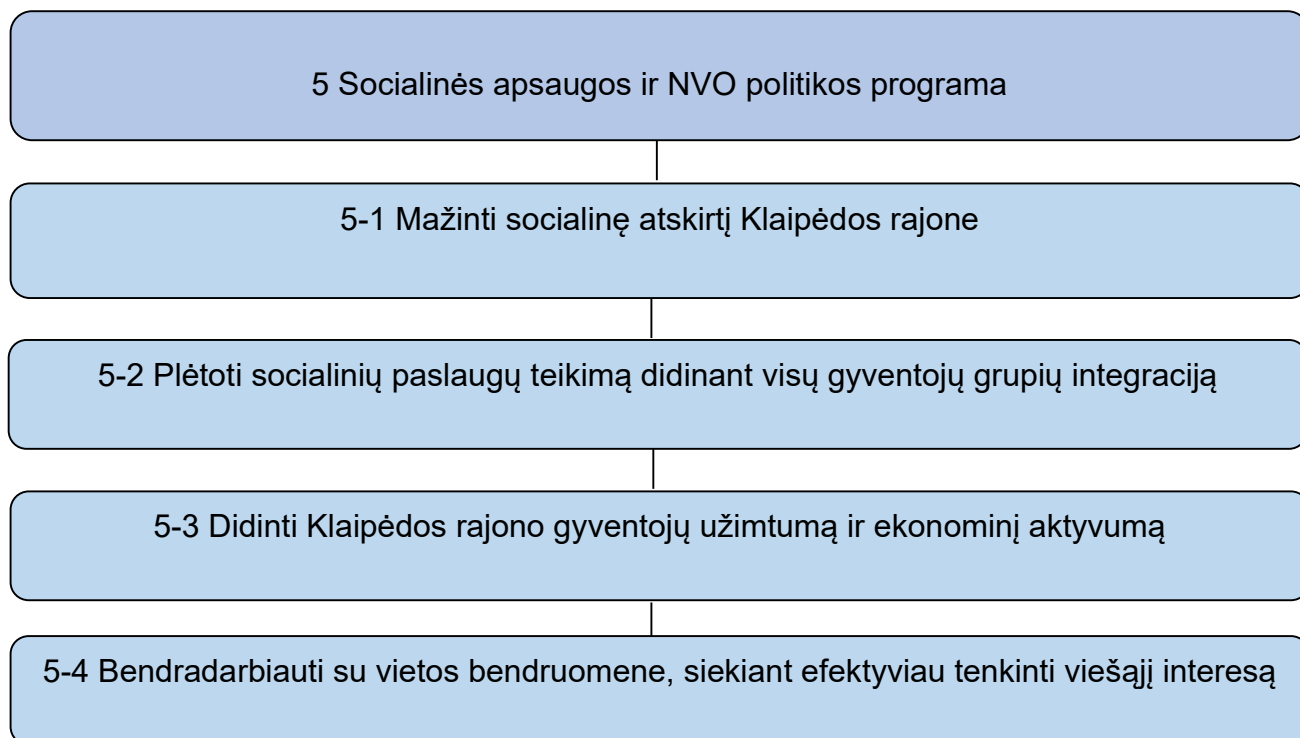 5 Socialinės apsaugos ir NVO politikos programa
5-1 Mažinti socialinę atskirtį Klaipėdos rajone
5-2 Plėtoti socialinių paslaugų teikimą didinant visų gyventojų grupių integraciją
5-3 Didinti Klaipėdos rajono gyventojų užimtumą ir ekonominį aktyvumą
5-4 Bendradarbiauti su vietos bendruomene, siekiant efektyviau tenkinti viešąjį interesą